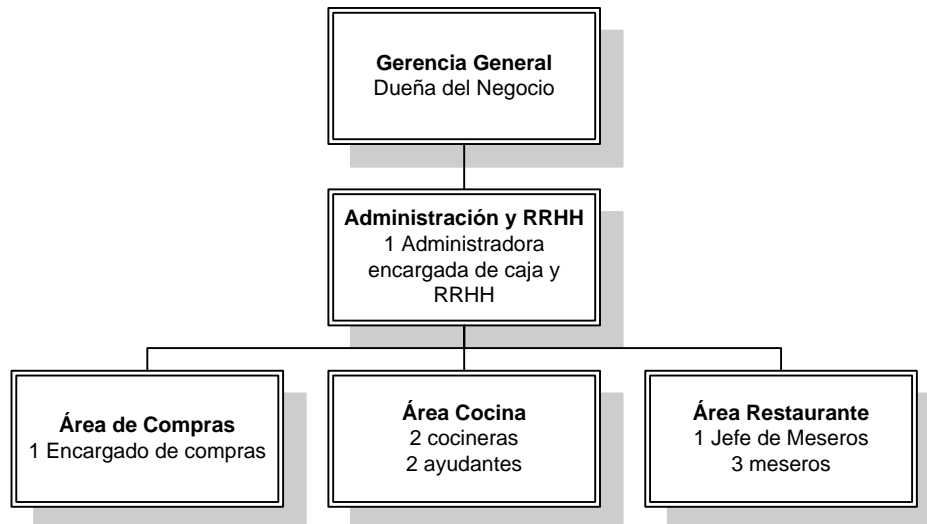 Gerencia General
Dueña del Negocio
Administración y RRHH
1 Administradora
encargada de caja y
RRHH
Área de Compras
1 Encargado de compras
Área Cocina
2 cocineras
2 ayudantes
Área Restaurante
1 Jefe de Meseros
3 meseros